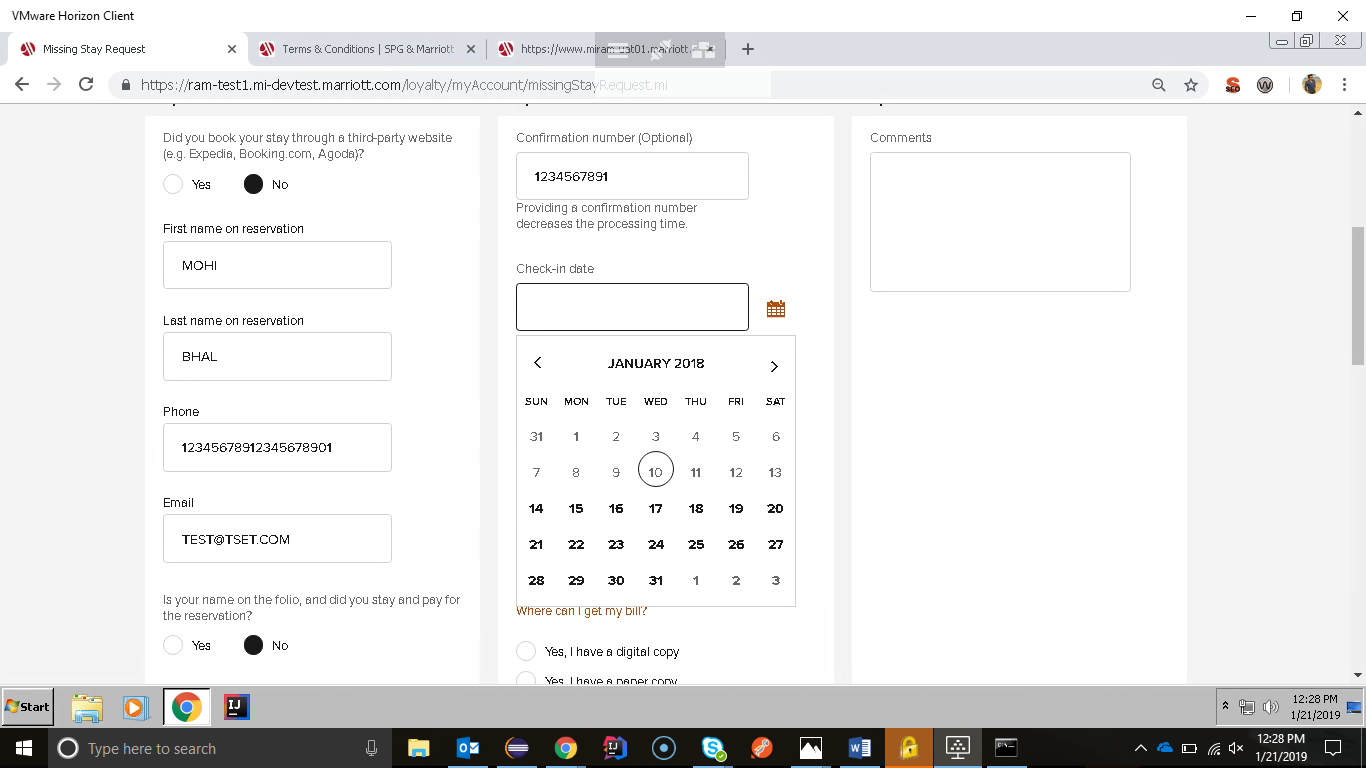 VMware Horizon Client
Missing Stay Request
Terms & Conditions | SPG & Marriott
https://www.miram-uat01.marriott.
https://ram-test1.mi-devtest.marriott.com/loyalty/myAccount/missingStayRequest.mi
Did you book your stay through a third-party website
(e.g. Expedia, Booking.com, Agoda)?
Yes
No
First name on reservation
MOHI
Last name on reservation
BHAL
Phone
12345678912345678901
Email
TEST@TSET.COM
Is your name on the folio, and did you stay and pay for
the reservation?
Yes
No
Confirmation number (Optional)
1234567891
Providing a confirmation number
decreases the processing time.
Check-in date
JANUARY 2018
SUN MON TUE WED THU FRI SAT
31 1 2 3 4 5 6
7 8 9 10 11 12 13
14 15 16 17 18 19 20
21 22 23 24 25 26 27
28 29 30 31 1 2 3
Where can I get my bill?
Yes, I have a digital copy
Yes, I have a paper copy
Comments
Start
12:28 PM
1/21/2019
Type here to search
12:28 PM
1/21/2019